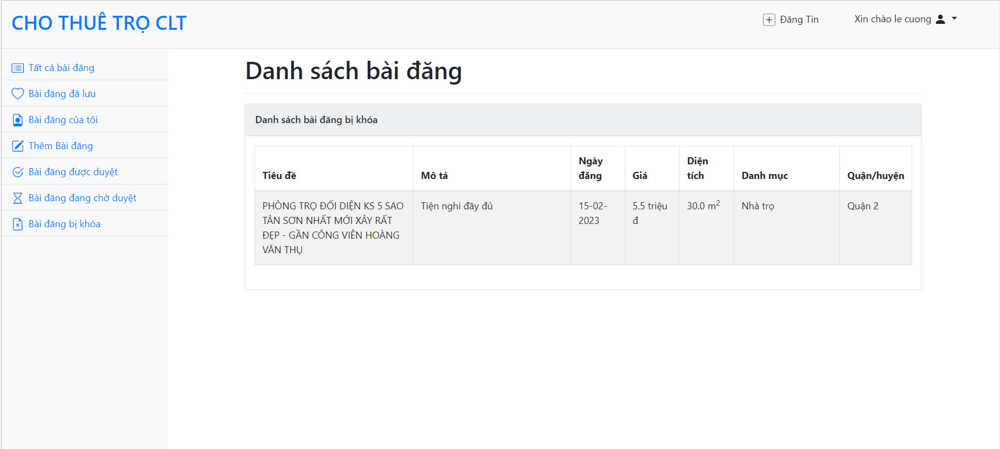 CHO THUÊ TRỌ CLT
Đăng Tin
Xin chào le cuong
Tất cả bài đăng
Bài đăng đã lưu
Bài đăng của tôi
Thêm Bài đăng
Bài đăng được duyệt
Bài đăng đang chờ duyệt
Bài đăng bị khóa
Danh sách bài đăng
Danh sách bài đăng bị khóa
Tiêu đề
Mô tả
Ngày
đăng
Giá
Diện
tích
Danh mục
Quận/huyện
PHÒNG TRỌ ĐỐI DIỆN KS 5 SAO
TÂN SƠN NHẤT MỚI XÂY RẤT
ĐẸP - GẦN CÔNG VIÊN HOÀNG
VĂN THỤ
Tiện nghi đầy đủ
15-02-
2023
5.5 triệu
đ
30.0 m²
Nhà trọ
Quận 2